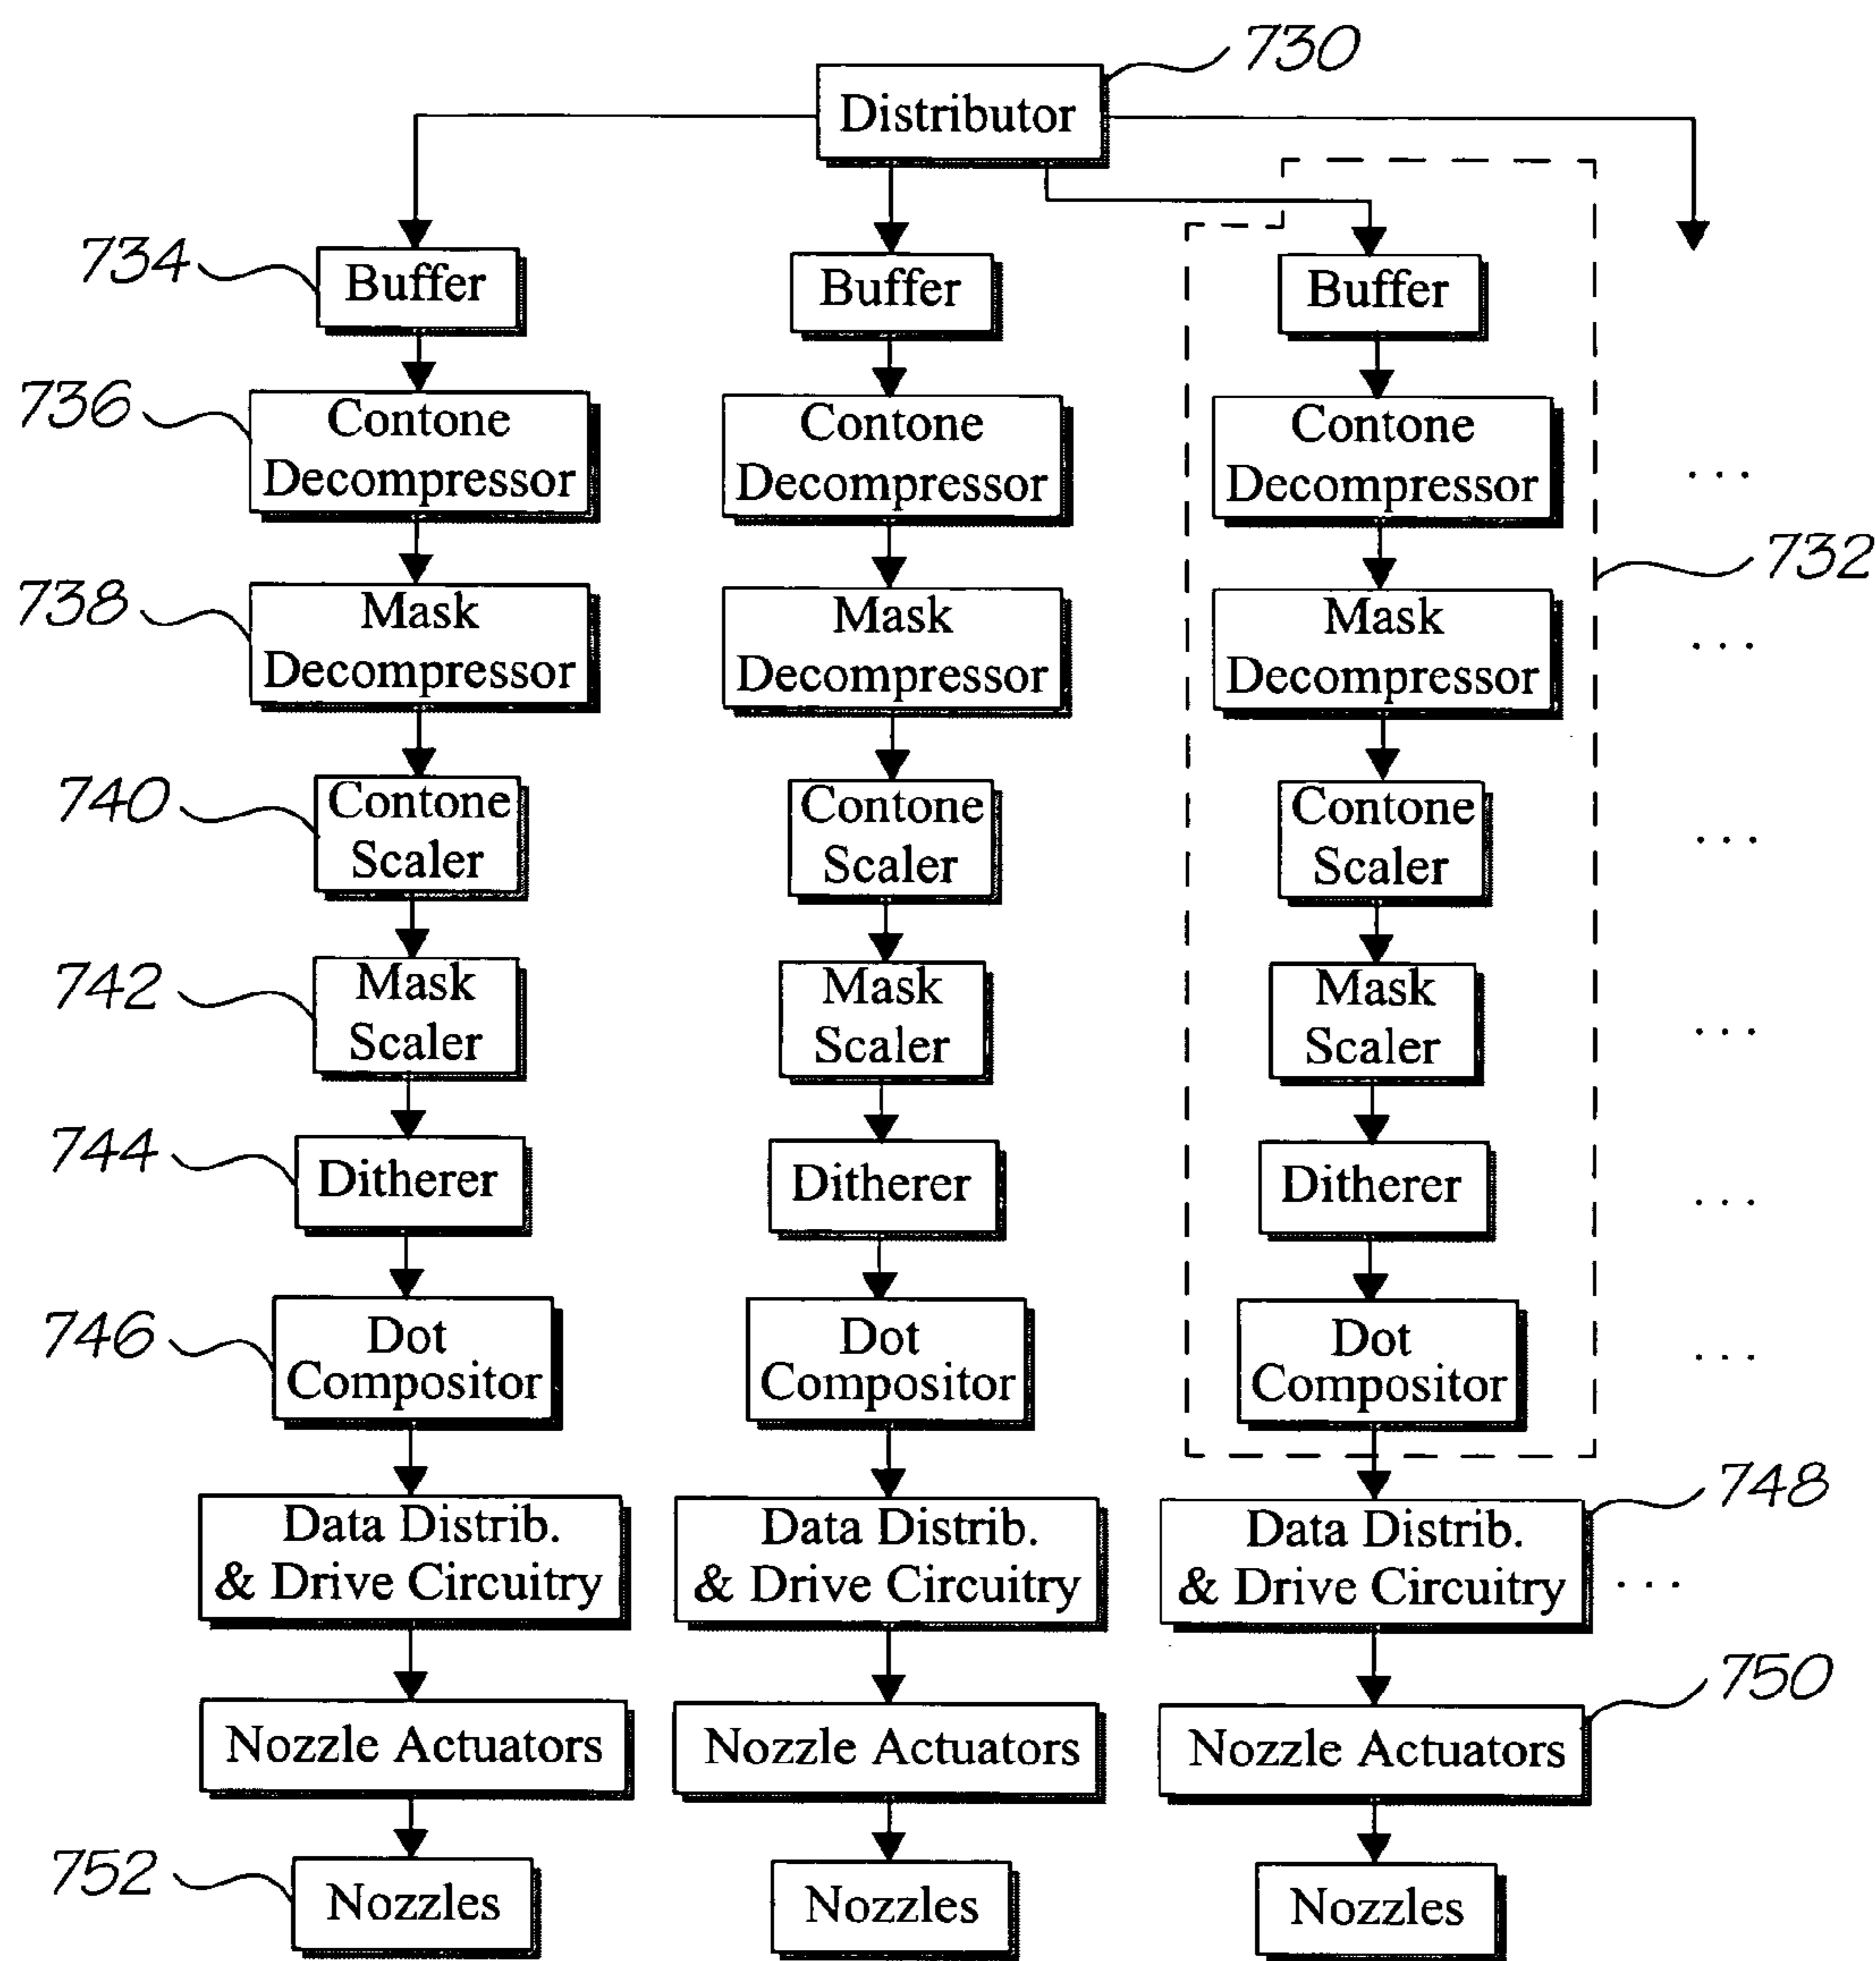 730
Distributor
734
Buffer
Buffer
Buffer
736
Contone
Decompressor
Contone
Decompressor
Contone
Decompressor
...
732
738
Mask
Decompressor
Mask
Decompressor
Mask
Decompressor
...
740
Contone
Scaler
Contone
Scaler
Contone
Scaler
...
742
Mask
Scaler
Mask
Scaler
Mask
Scaler
...
744
Ditherer
Ditherer
Ditherer
...
746
Dot
Compositor
Dot
Compositor
Dot
Compositor
...
748
Data Distrib.
& Drive Circuitry
Data Distrib.
& Drive Circuitry
Data Distrib.
& Drive Circuitry
...
750
Nozzle Actuators
Nozzle Actuators
Nozzle Actuators
752
Nozzles
Nozzles
Nozzles